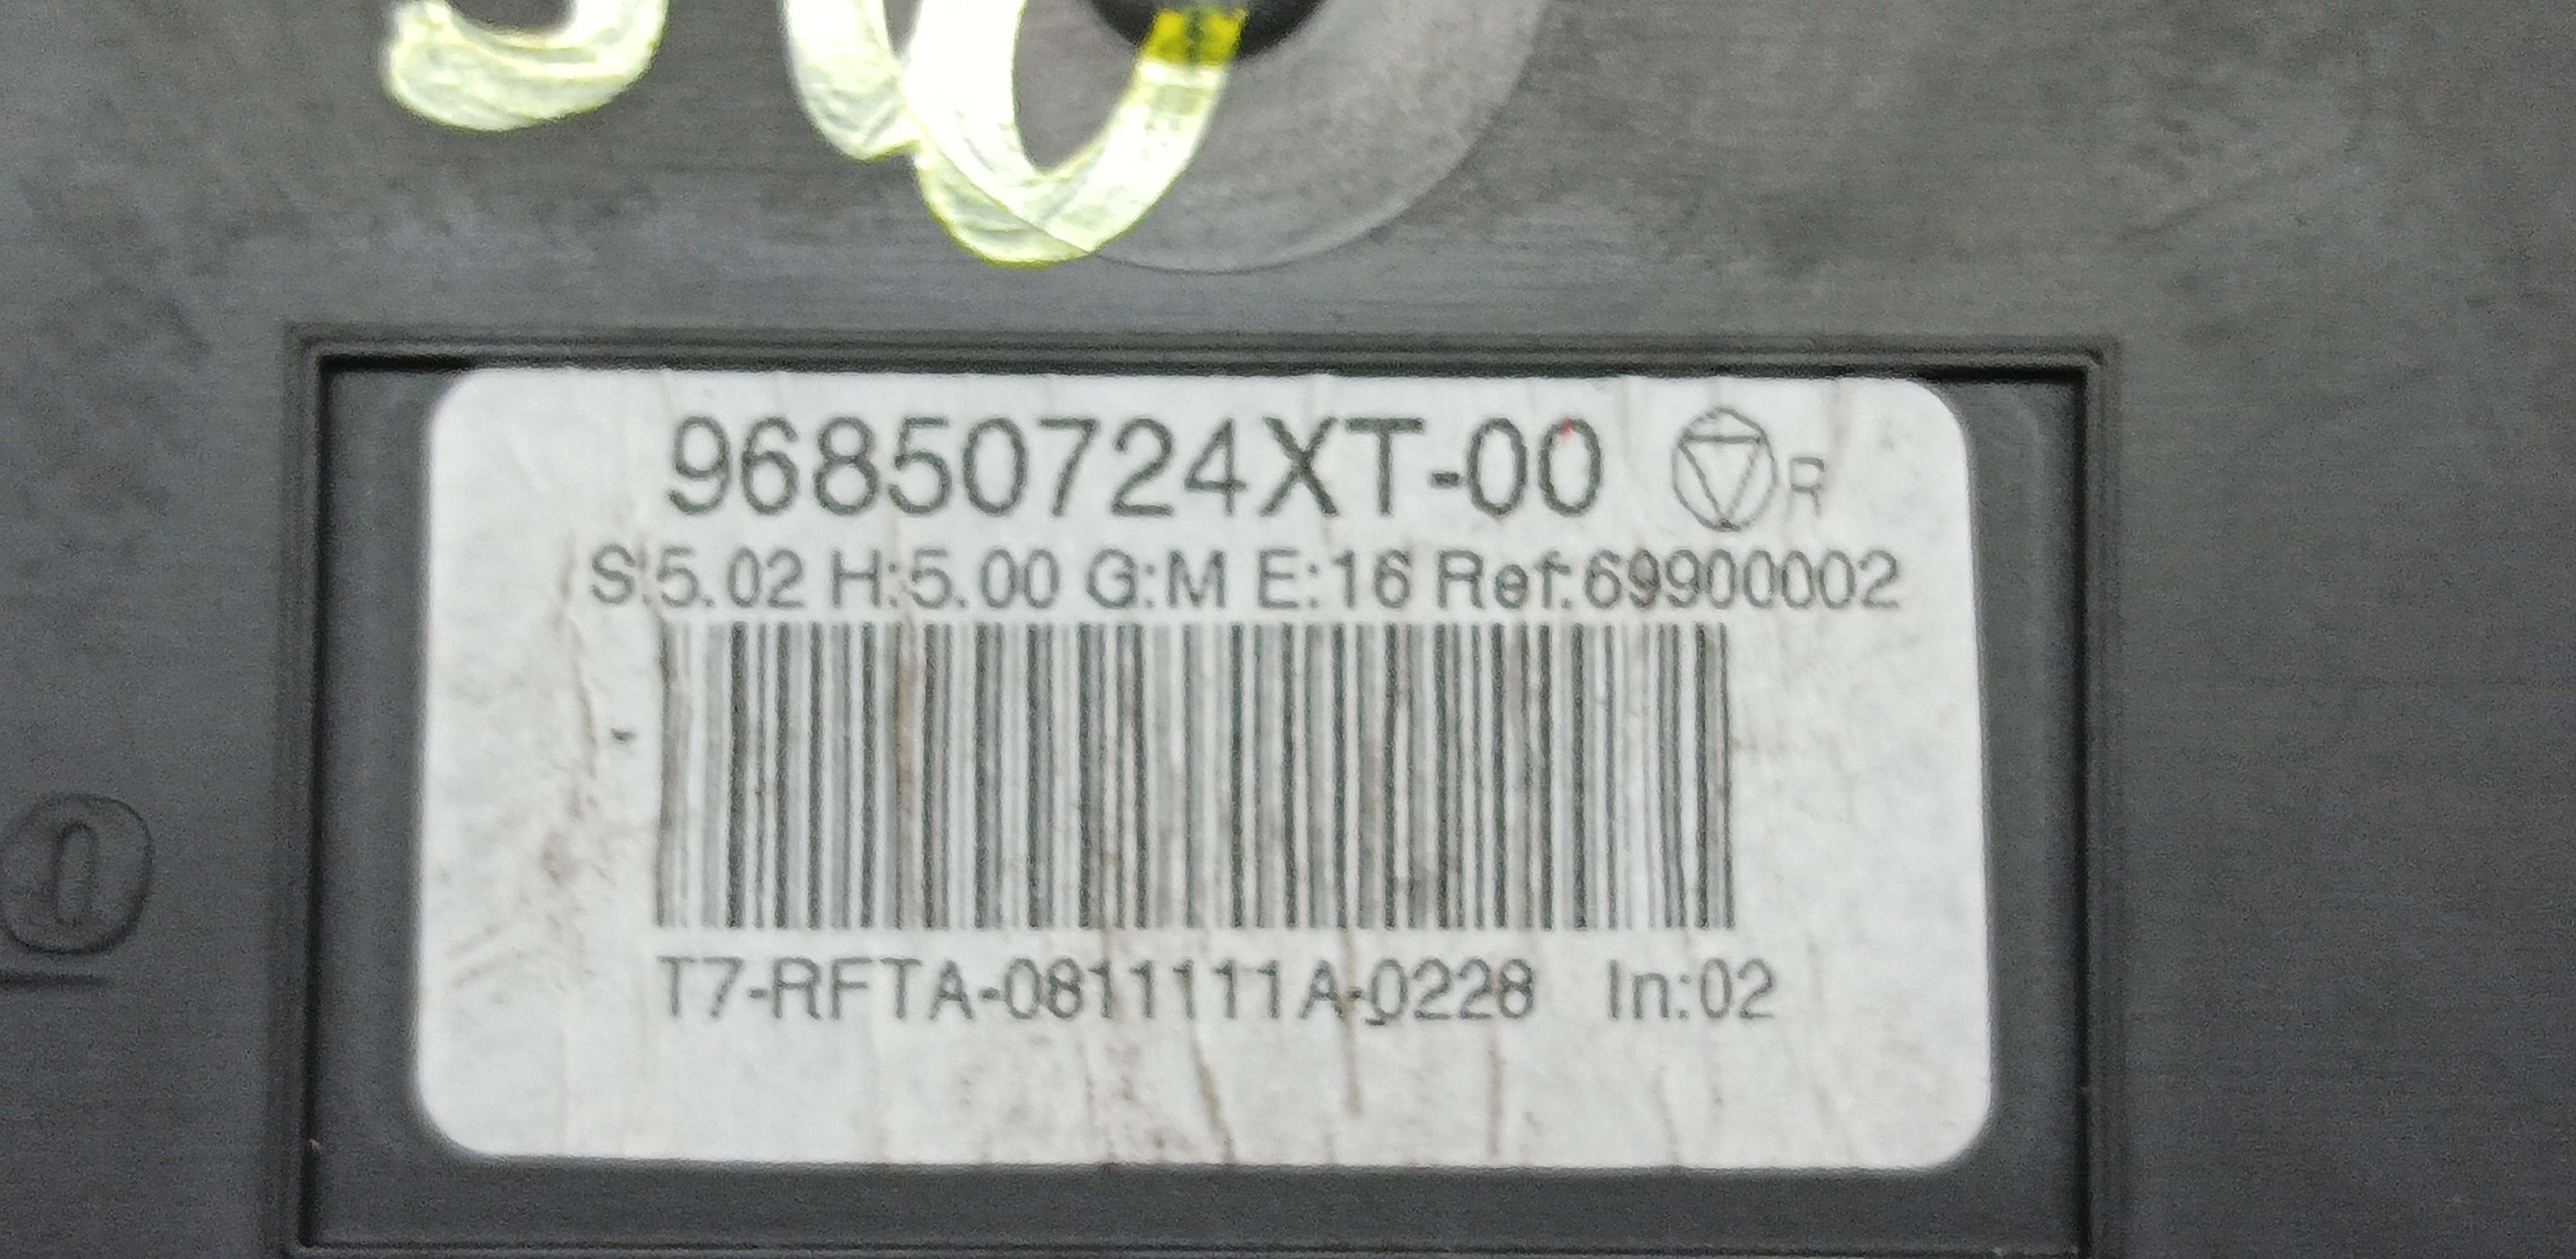 96850724XT-00 R
S:5.02 H:5.00 G:M E:16 Ref:69900002
T7-RFTA-0811111A-0228 In:02